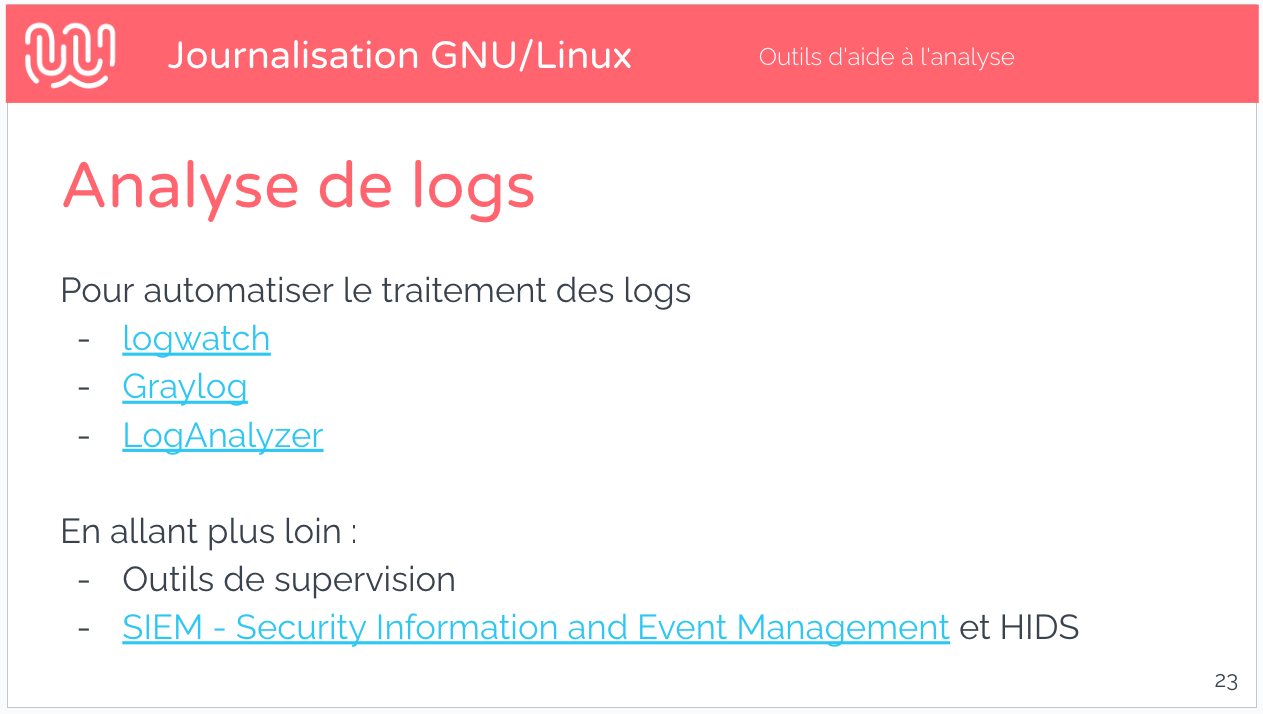 Journalisation GNU/Linux
Outils d'aide à l'analyse
Analyse de logs
Pour automatiser le traitement des logs
- logwatch
- Graylog
- LogAnalyzer
En allant plus loin :
- Outils de supervision
- SIEM - Security Information and Event Management et HIDS
23